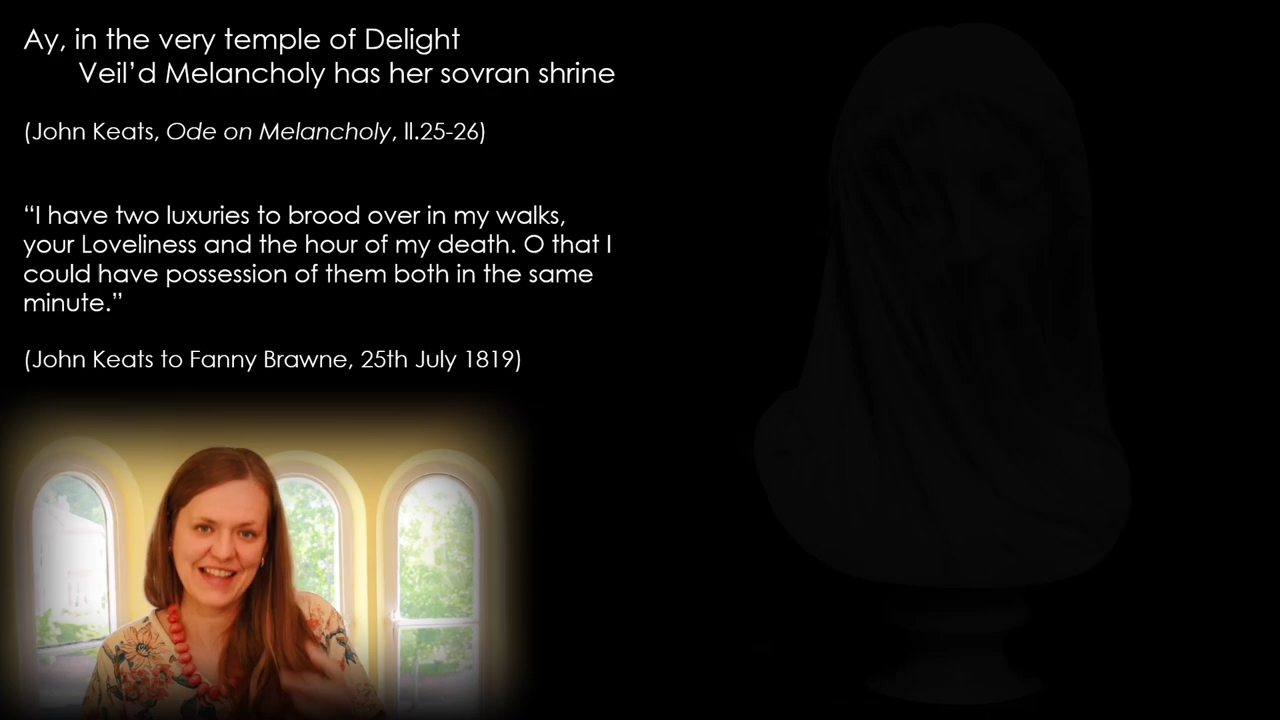 Ay, in the very temple of Delight
Veil’d Melancholy has her sovran shrine
(John Keats, Ode on Melancholy, ll.25-26)
“I have two luxuries to brood over in my walks,
your Loveliness and the hour of my death. O that I
could have possession of them both in the same
minute.”
(John Keats to Fanny Brawne, 25th July 1819)